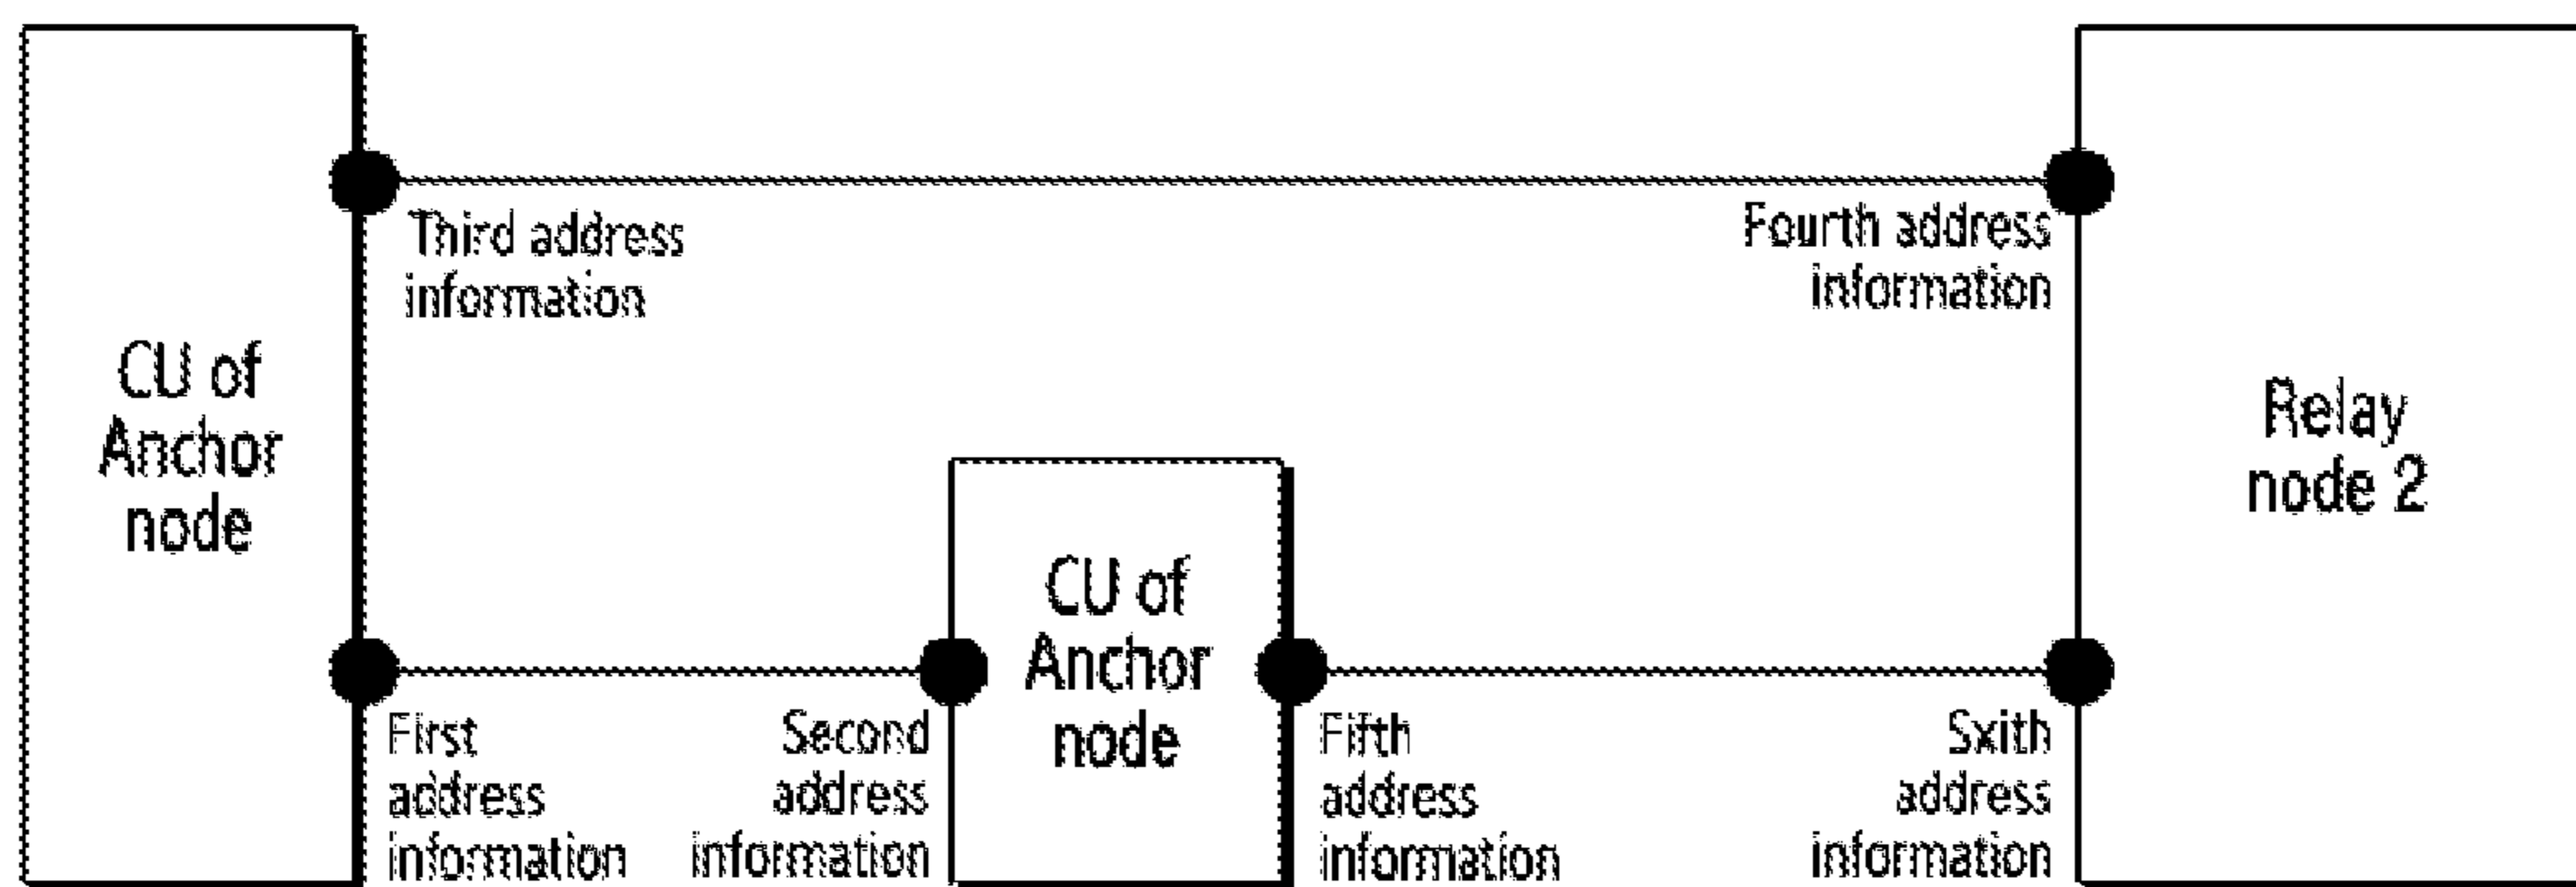 CU of
Anchor
node
Third address
information
Fourth address
information
Relay
node 2
CU of
Anchor
node
First
address
information
Second
address
information
Fifth
address
information
Sxith
address
information